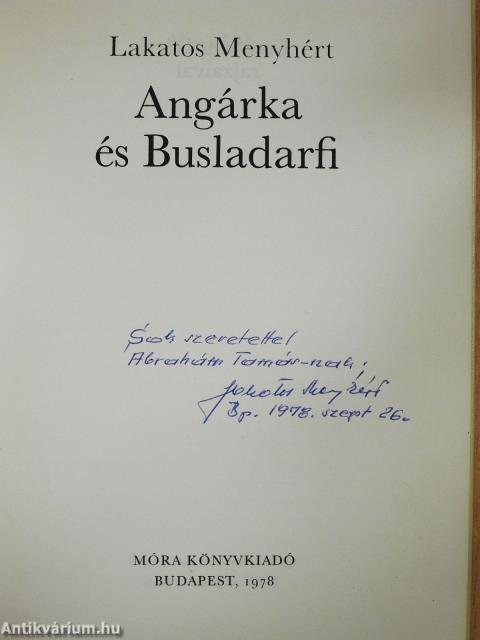 Lakatos Menyhért
Angárka
és Busladarfi
Sok szeretettel
Ábrahám Tamás-nak:
Lakatos Menyhért
Bp. 1978. szept 26.
MÓRA KÖNYVKIADÓ
BUDAPEST, 1978
Antikvárium.hu